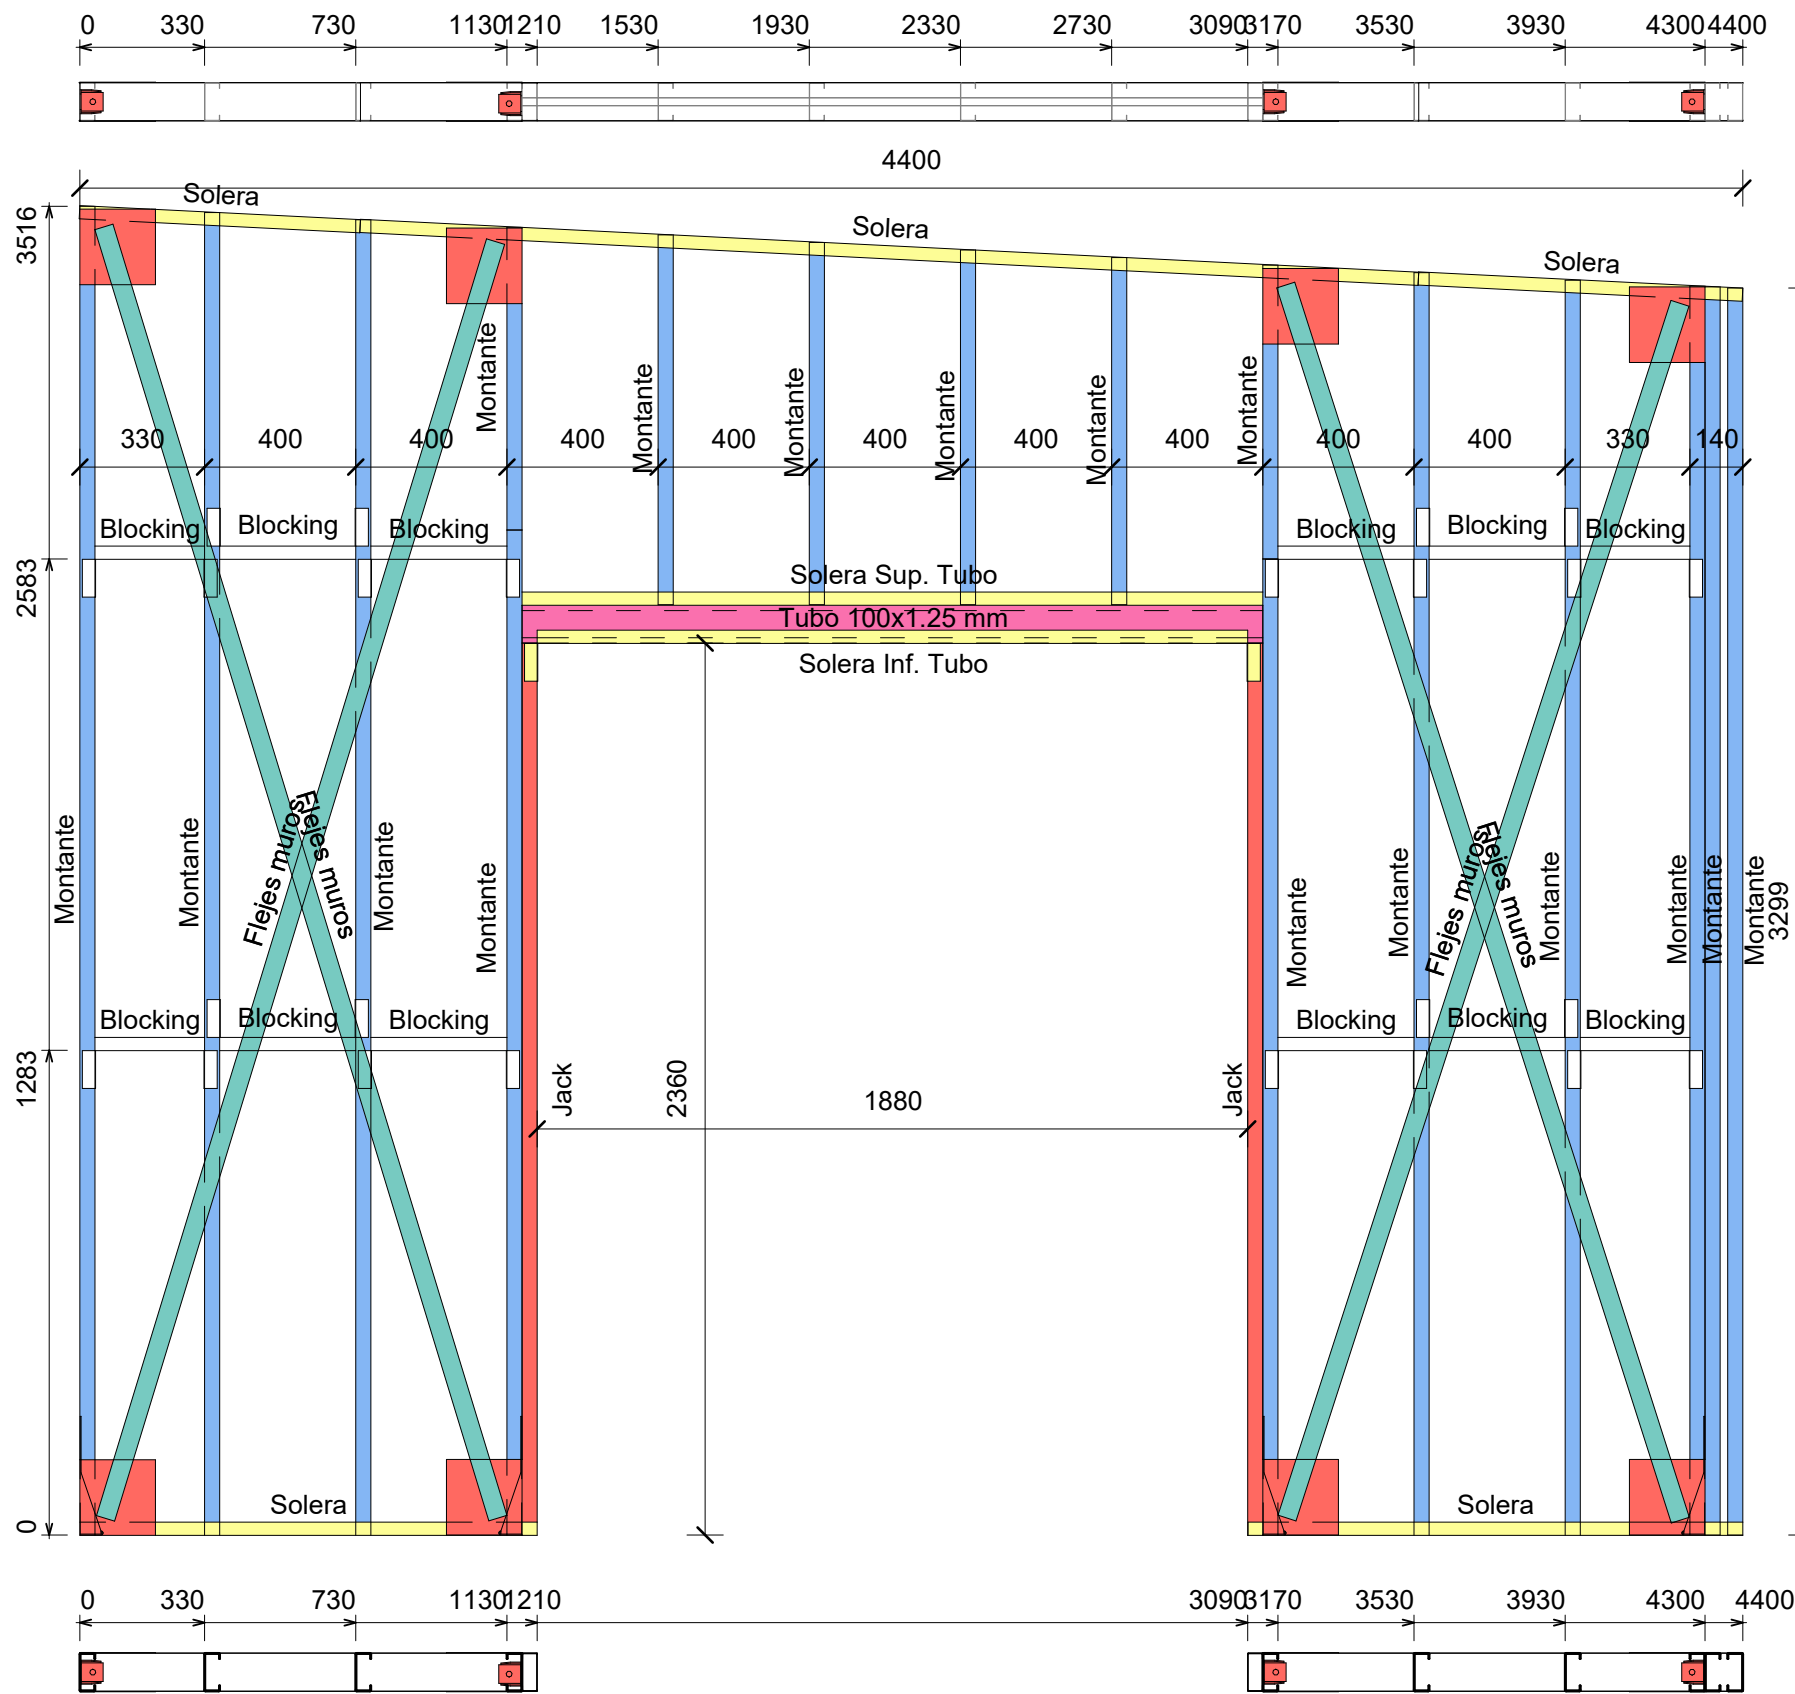 0 330 730 1130 1210 1530 1930 2330 2730 3090 3170 3530 3930 4300 4400
4400
Solera
Solera
Solera
3516
Montante
Montante
Montante
Montante
Montante
Montante
Montante
330 400 400 400 400 400 400 400 400 400 330 140
Blocking Blocking Blocking
Blocking Blocking Blocking
2583
Solera Sup. Tubo
Tubo 100x1.25 mm
Solera Inf. Tubo
Montante
Montante
Flejes muros
Flejes muros
Montante
Montante
Montante
Montante
Flejes muros
Flejes muros
Montante
Montante
Montante
Montante
3299
Blocking Blocking Blocking
Blocking Blocking Blocking
1283
Jack
2360
1880
Jack
Solera
Solera
0
0 330 730 1130 1210 3090 3170 3530 3930 4300 4400